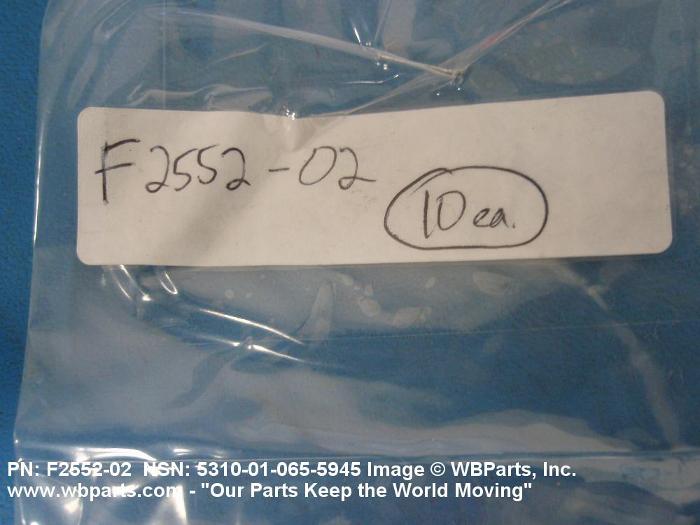 F2552-02
10 ea.
PN: F2552-02 NSN: 5310-01-065-5945 Image © WBParts, Inc.
www.wbparts.com - "Our Parts Keep the World Moving"